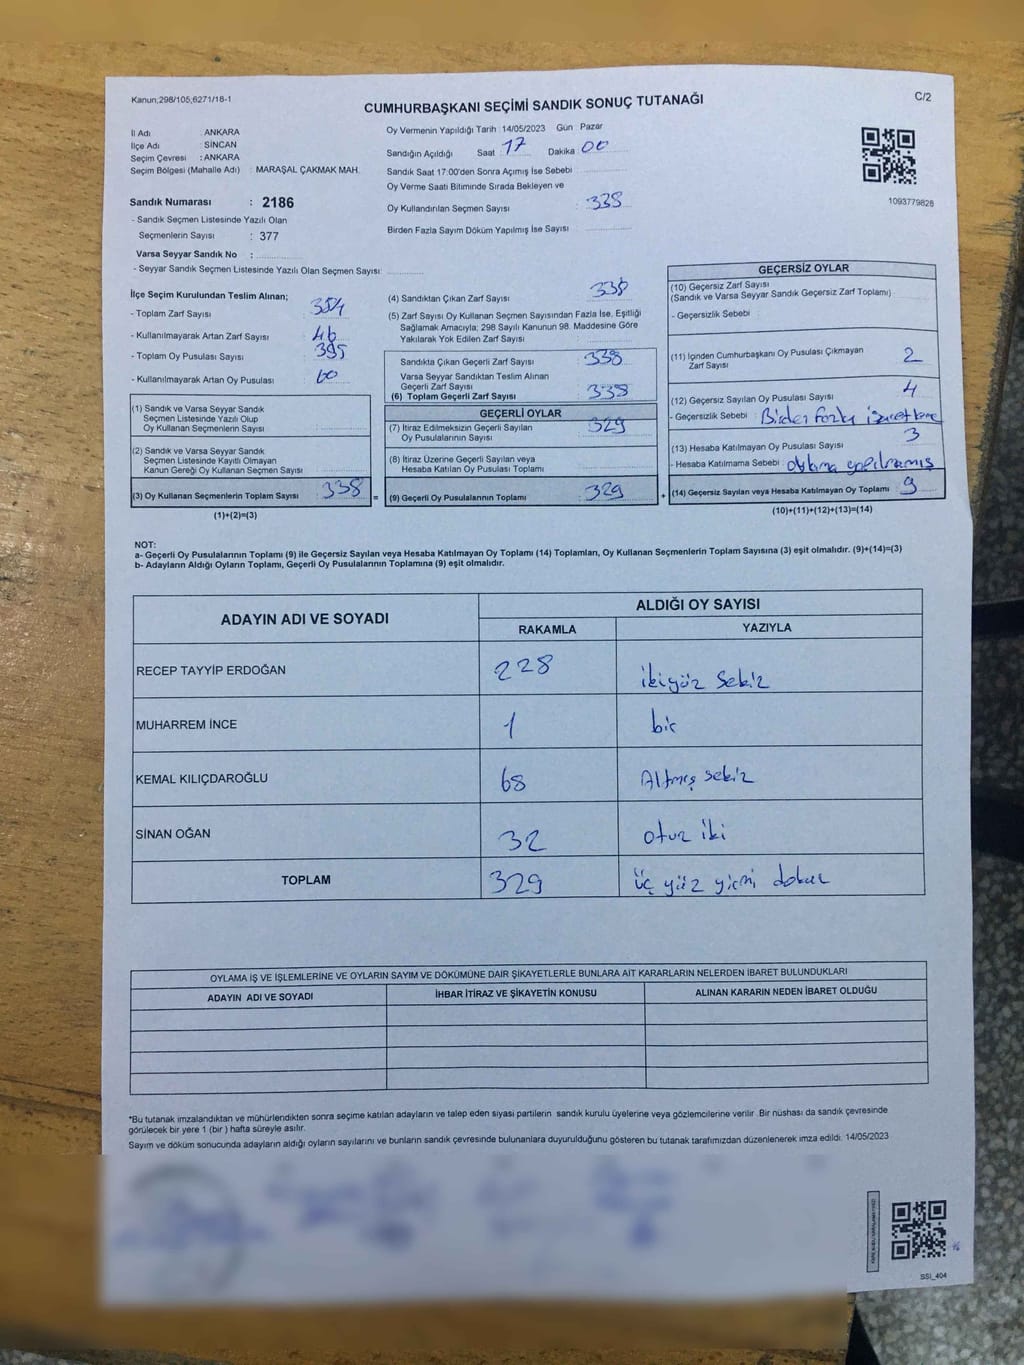 Kanun;298/105,6271/18-1
C/2
CUMHURBAŞKANI SEÇİMİ SANDIK SONUÇ TUTANAĞI
İl Adı : ANKARA
İlçe Adı : SİNCAN
Seçim Çevresi : ANKARA
Seçim Bölgesi (Mahalle Adı) : MARAŞAL ÇAKMAK MAH.
Sandık Numarası : 2186
- Sandık Seçmen Listesinde Yazılı Olan
Seçmenlerin Sayısı : 377
Varsa Seyyar Sandık No :
- Seyyar Sandık Seçmen Listesinde Yazılı Olan Seçmen Sayısı:
Oy Vermenin Yapıldığı Tarih :14/05/2023 Gün Pazar
Sandığın Açıldığı Saat : 17 Dakika : 00
Sandık Saat 17:00'den Sonra Açımış İse Sebebi
Oy Verme Saati Bitiminde Sırada Bekleyen ve
Oy Kullandırılan Seçmen Sayısı : 338
Birden Fazla Sayım Döküm Yapılmış İse Sayısı
1093779828
İlçe Seçim Kurulundan Teslim Alınan;
- Toplam Zarf Sayısı : 384
- Kullanılmayarak Artan Zarf Sayısı : 46
- Toplam Oy Pusulası Sayısı : 395
- Kullanılmayarak Artan Oy Pusulası : 60
(1) Sandık ve Varsa Seyyar Sandık
Seçmen Listesinde Yazılı Olup
Oy Kullanan Seçmenlerin Sayısı
(2) Sandık ve Varsa Seyyar Sandık
Seçmen Listesinde Kayıtlı Olmayan
Kanun Gereği Oy Kullanan Seçmen Sayısı
(3) Oy Kullanan Seçmenlerin Toplam Sayısı : 338
(1)+(2)=(3)
=
(4) Sandıktan Çıkan Zarf Sayısı : 338
(5) Zarf Sayısı Oy Kullanan Seçmen Sayısından Fazla İse, Eşitliği
Sağlamak Amacıyla; 298 Sayılı Kanunun 98. Maddesine Göre
Yakılarak Yok Edilen Zarf Sayısı
Sandıkta Çıkan Geçerli Zarf Sayısı : 338
Varsa Seyyar Sandıktan Teslim Alınan
Geçerli Zarf Sayısı
(6) Toplam Geçerli Zarf Sayısı : 338
GEÇERLİ OYLAR
(7) İtiraz Edilmeksizin Geçerli Sayılan
Oy Pusulalarının Sayısı : 329
(8) İtiraz Üzerine Geçerli Sayılan veya
Hesaba Katılan Oy Pusulası Toplamı
(9) Geçerli Oy Pusulalarının Toplamı : 329
+
GEÇERSİZ OYLAR
(10) Geçersiz Zarf Sayısı
(Sandık ve Varsa Seyyar Sandık Geçersiz Zarf Toplamı)
- Geçersizlik Sebebi
(11) İçinden Cumhurbaşkanı Oy Pusulası Çıkmayan
Zarf Sayısı 2
(12) Geçersiz Sayılan Oy Pusulası Sayısı 4
- Geçersizlik Sebebi : Birden fazla
(13) Hesaba Katılmayan Oy Pusulası Sayısı 3
- Hesaba Katılmama Sebebi : oylama yapılmamış
(14) Geçersiz Sayılan veya Hesaba Katılmayan Oy Toplamı : 9
(10)+(11)+(12)+(13)=(14)
NOT:
a- Geçerli Oy Pusulalarının Toplamı (9) ile Geçersiz Sayılan veya Hesaba Katılmayan Oy Toplamı (14) Toplamları, Oy Kullanan Seçmenlerin Toplam Sayısına (3) eşit olmalıdır. (9)+(14)=(3)
b- Adayların Aldığı Oyların Toplamı, Geçerli Oy Pusulalarının Toplamına (9) eşit olmalıdır.
ADAYIN ADI VE SOYADI ALDIĞI OY SAYISI
RAKAMLA YAZIYLA
RECEP TAYYİP ERDOĞAN 228 ikiyüz sekiz
MUHARREM İNCE 1 bir
KEMAL KILIÇDAROĞLU 68 Altmış sekiz
SİNAN OĞAN 32 otuz iki
TOPLAM 329 üç yüz yirmi dokuz
OYLAMA İŞ VE İŞLEMLERİNE VE OYLARIN SAYIM VE DÖKÜMÜNE DAİR ŞİKAYETLERLE BUNLARA AİT KARARLARIN NELERDEN İBARET BULUNDUKLARI
ADAYIN ADI VE SOYADI İHBAR İTİRAZ VE ŞİKAYETİN KONUSU ALINAN KARARIN NEDEN İBARET OLDUĞU
*Bu tutanak imzalandıktan ve mühürlendikten sonra seçime katılan adayların ve talep eden siyasi partilerin sandık kurulu üyelerine veya gözlemcilerine verilir .Bir nüshası da sandık çevresinde
görülecek bir yere 1 (bir ) hafta süreyle asılır.
Sayım ve döküm sonucunda adayların aldığı oyların sayılarını ve bunların sandık çevresinde bulunanlara duyurulduğunu gösteren bu tutanak tarafımızdan düzenlenerek imza edildi. 14/05/2023
SSI_404